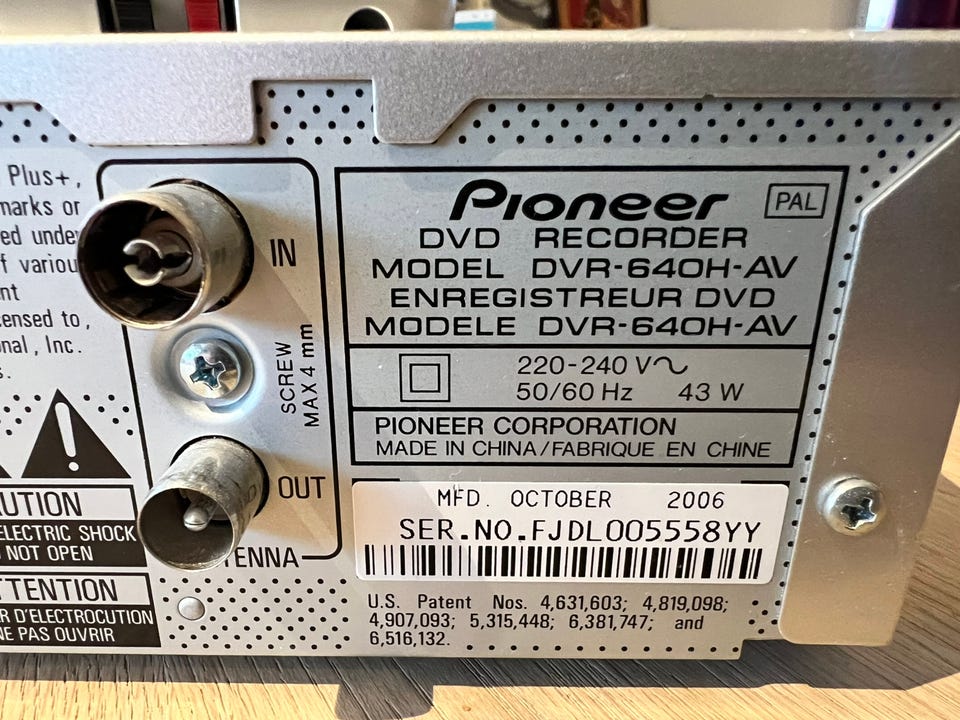 Plus+,
marks or
ed under
f variou
nt
ensed to,
onal, Inc.
s.
IN
SCREW
MAX 4 mm
OUT
TENNA
UTION
ELECTRIC SHOCK
NOT OPEN
TTENTION
R D'ELECTROCUTION
NE PAS OUVRIR
Pioneer
PAL
DVD RECORDER
MODEL DVR-640H-AV
ENREGISTREUR DVD
MODELE DVR-640H-AV
220-240 V~
50/60 Hz 43 W
PIONEER CORPORATION
MADE IN CHINA/FABRIQUE EN CHINE
MFD. OCTOBER 2006
SER.NO.FJDL005558YY
U.S. Patent Nos. 4,631,603; 4,819,098;
4,907,093; 5,315,448; 6,381,747; and
6,516,132.